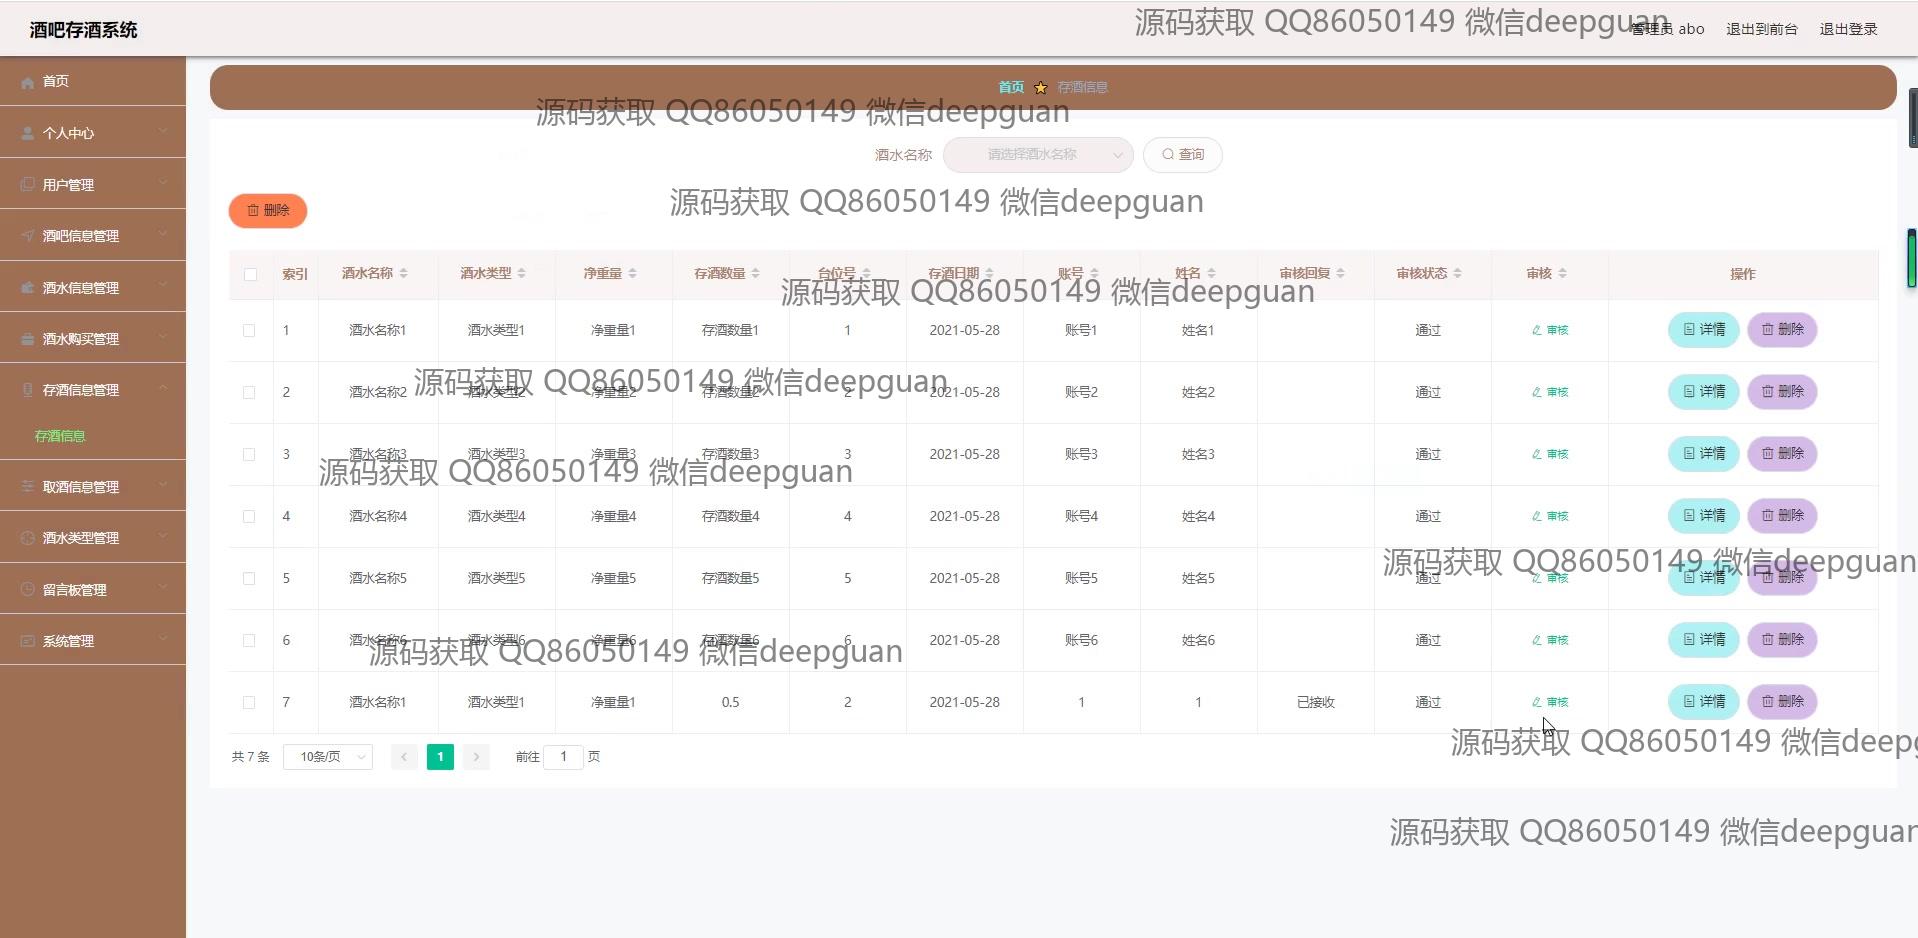 酒吧存酒系统
管理员 abo 退出到前台 退出登录
源码获取 QQ86050149 微信deepguan
首页
个人中心
用户管理
酒吧信息管理
酒水信息管理
酒水购买管理
存酒信息管理
存酒信息
取酒信息管理
酒水类型管理
留言板管理
系统管理
首页 存酒信息
源码获取 QQ86050149 微信deepguan
酒水名称 请选择酒水名称 查询
源码获取 QQ86050149 微信deepguan
删除
索引 酒水名称 酒水类型 净重量 存酒数量 台位号 存酒日期 账号 姓名 审核回复 审核状态 审核 操作
源码获取 QQ86050149 微信deepguan
1 酒水名称1 酒水类型1 净重量1 存酒数量1 1 2021-05-28 账号1 姓名1 通过 审核 详情 删除
源码获取 QQ86050149 微信deepguan
2 酒水名称2 酒水类型2 净重量2 存酒数量2 2 2021-05-28 账号2 姓名2 通过 审核 详情 删除
3 酒水名称3 酒水类型3 净重量3 存酒数量3 3 2021-05-28 账号3 姓名3 通过 审核 详情 删除
源码获取 QQ86050149 微信deepguan
4 酒水名称4 酒水类型4 净重量4 存酒数量4 4 2021-05-28 账号4 姓名4 通过 审核 详情 删除
源码获取 QQ86050149 微信deepguan
5 酒水名称5 酒水类型5 净重量5 存酒数量5 5 2021-05-28 账号5 姓名5 通过 审核 详情 删除
6 酒水名称6 酒水类型6 净重量6 存酒数量6 6 2021-05-28 账号6 姓名6 通过 审核 详情 删除
源码获取 QQ86050149 微信deepguan
7 酒水名称1 酒水类型1 净重量1 0.5 2 2021-05-28 1 1 已接收 通过 审核 详情 删除
源码获取 QQ86050149 微信deepg
共 7 条 10条/页 1 前往 1 页
源码获取 QQ86050149 微信deepguan